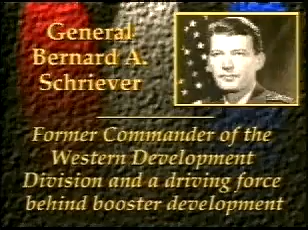 General
Bernard A.
Schriever
Former Commander of the
Western Development
Division and a driving force
behind booster development